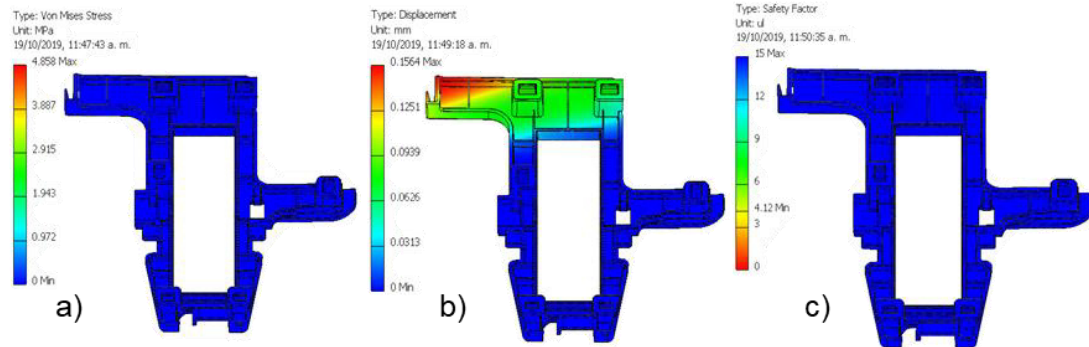 Type: Von Mises Stress
Unit: MPa
19/10/2019, 11:47:43 a. m.
4.858 Max
3.887
2.915
1.943
0.972
0 Min
a)
Type: Displacement
Unit: mm
19/10/2019, 11:49:18 a. m.
0.1564 Max
0.1251
0.0939
0.0626
0.0313
0 Min
b)
Type: Safety Factor
Unit: ul
19/10/2019, 11:50:35 a. m.
15 Max
12
9
6
4.12 Min
3
0
c)